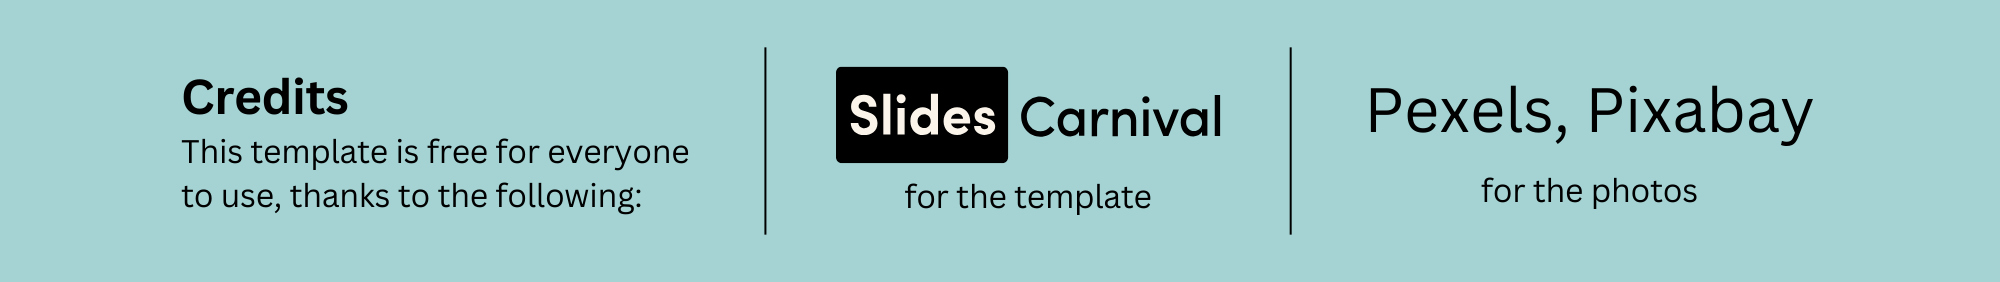 Credits
This template is free for everyone
to use, thanks to the following:
Slides Carnival
for the template
Pexels, Pixabay
for the photos